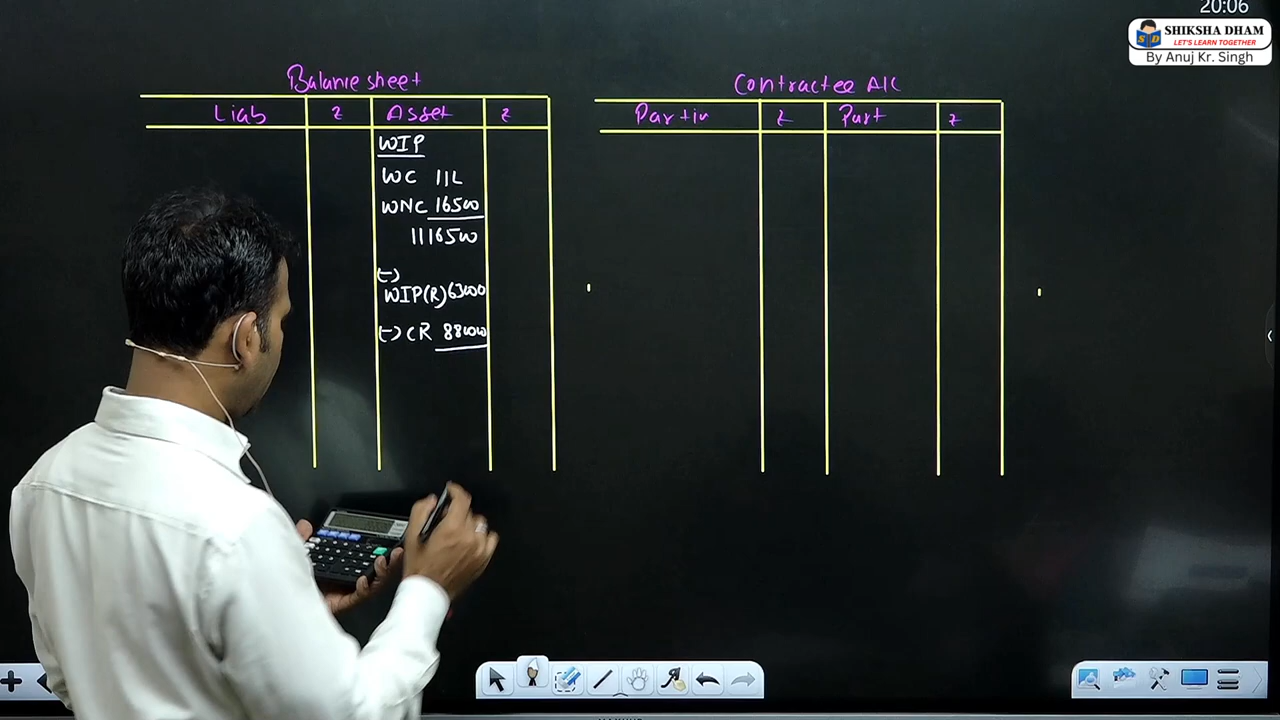 20:06
SHIKSHA DHAM
LET'S LEARN TOGETHER
By Anuj Kr. Singh
Balance sheet
Liab z Asset z
WIP
WC 11L
WNC 16500
1116500
(-)
WIP(R) 63000
(-) CR 88000
Contractee A/C
Partiu z Part z